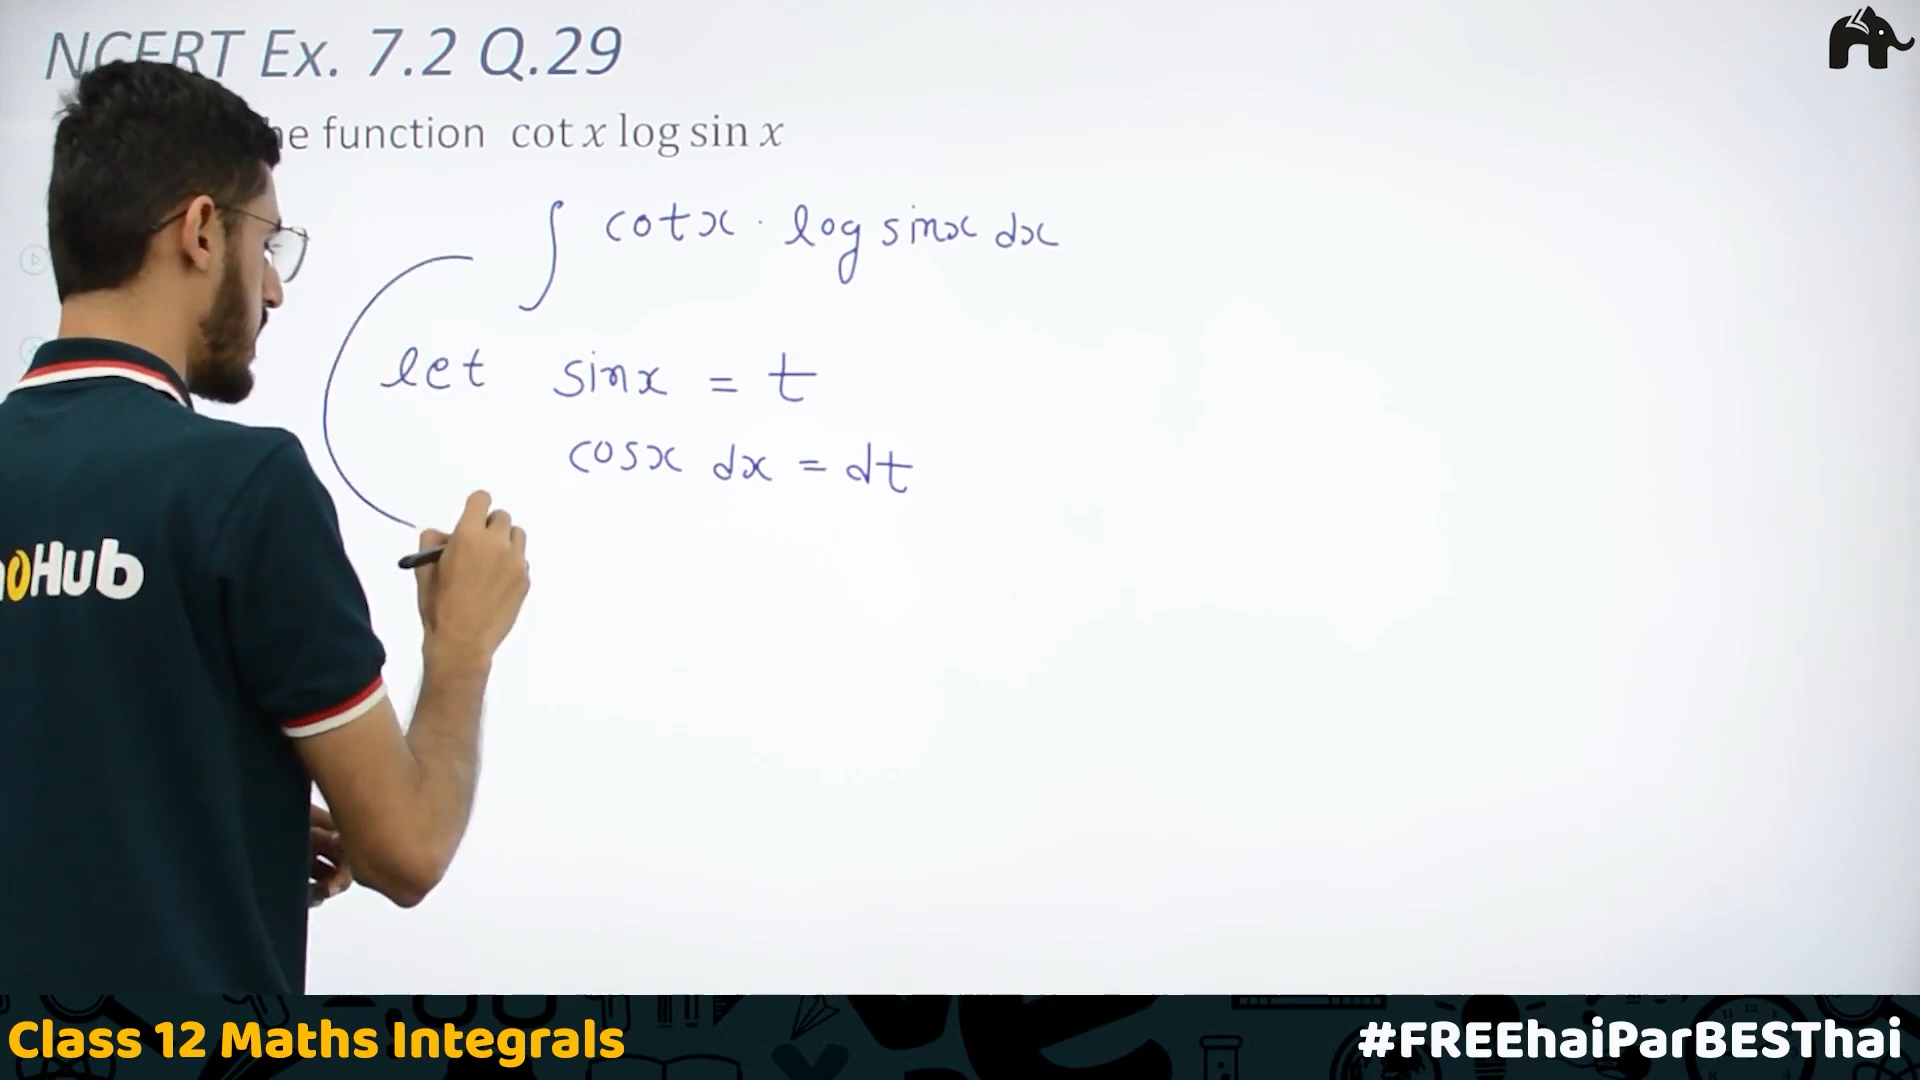 NCERT Ex. 7.2 Q.29
he function cot x log sin x
∫ cotx · log sinx dx
let sinx = t
cosx dx = dt
oHub
Class 12 Maths Integrals
#FREEhaiParBESThai